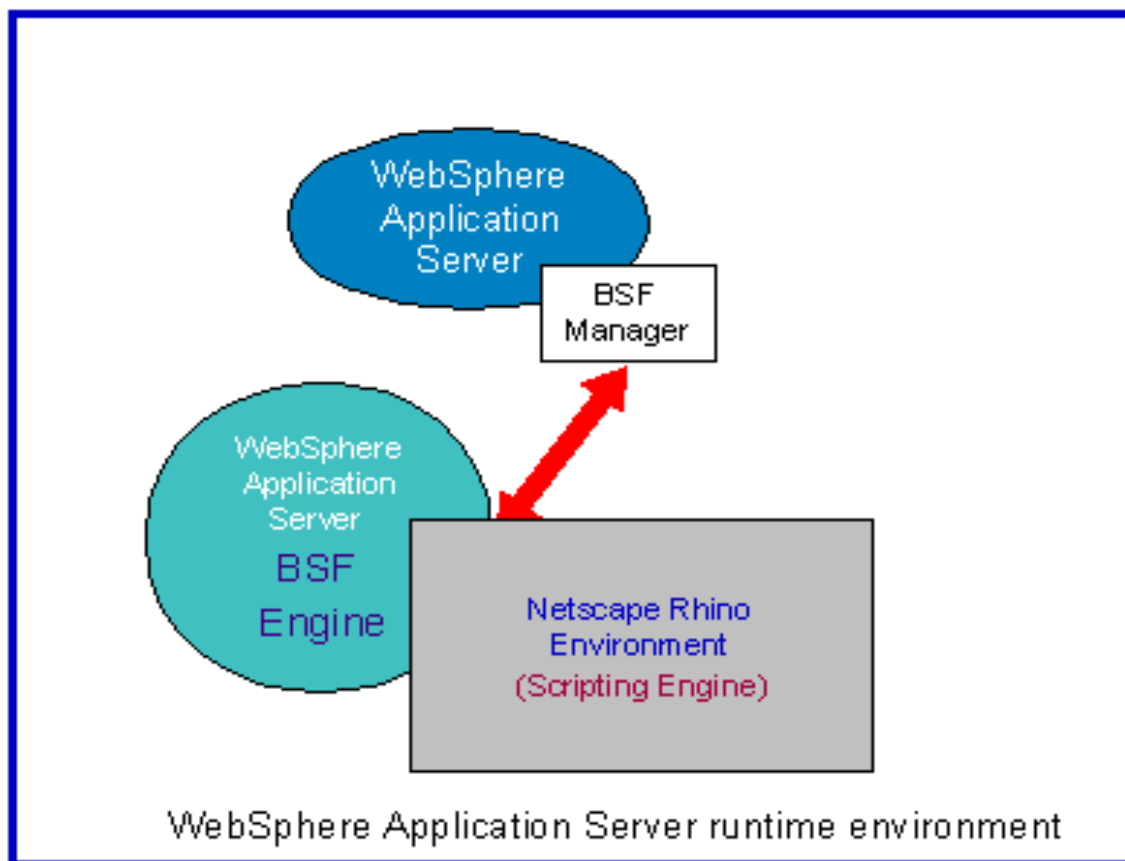 WebSphere
Application
Server
BSF
Manager
WebSphere
Application
Server
BSF
Engine
Netscape Rhino
Environment
(Scripting Engine)
WebSphere Application Server runtime environment